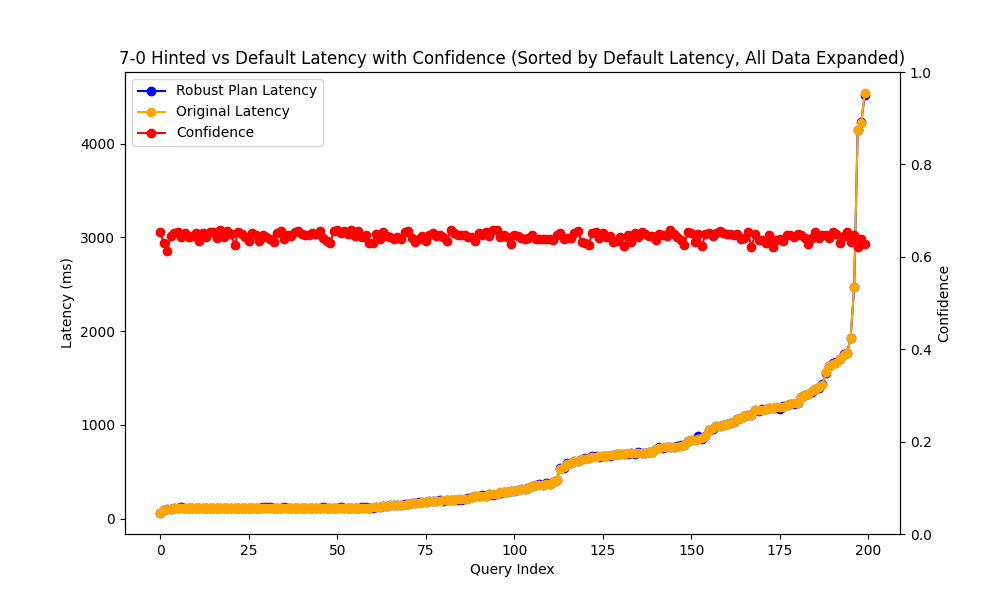 7-0 Hinted vs Default Latency with Confidence (Sorted by Default Latency, All Data Expanded)
Robust Plan Latency
Original Latency
Confidence
Latency (ms)
4000
3000
2000
1000
0
1.0
0.8
0.6
0.4
0.2
0.0
Confidence
0 25 50 75 100 125 150 175 200
Query Index